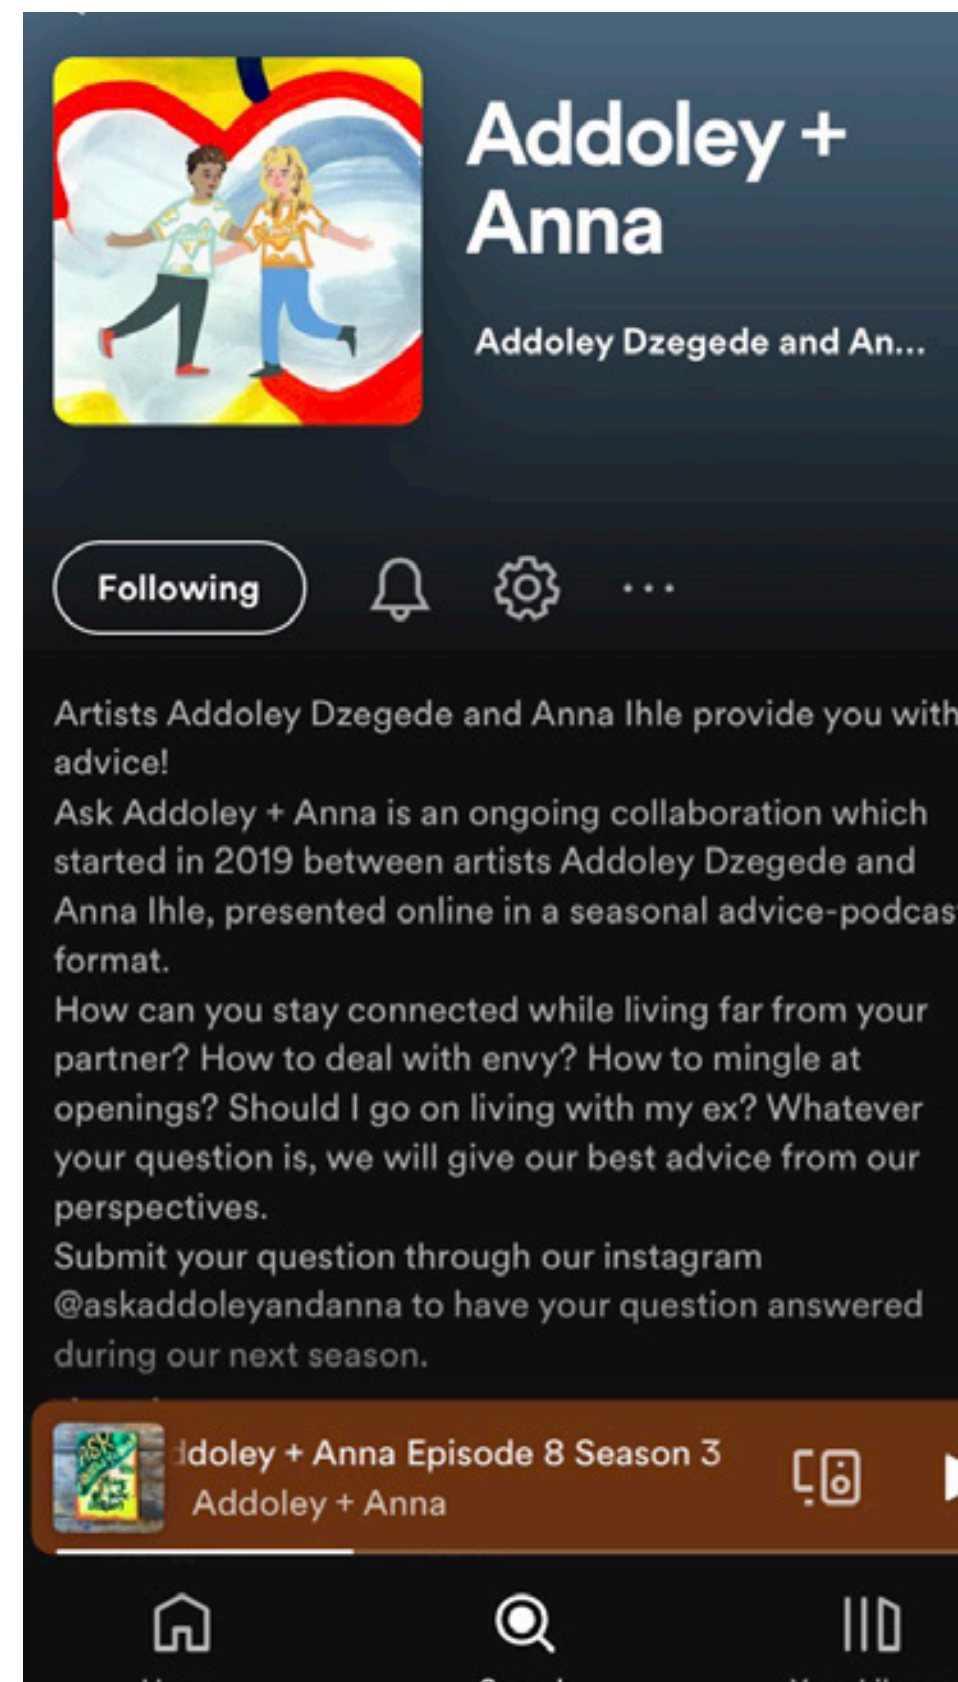 Addoley +
Anna
Addoley Dzegede and An...
Following
Artists Addoley Dzegede and Anna Ihle provide you with
advice!
Ask Addoley + Anna is an ongoing collaboration which
started in 2019 between artists Addoley Dzegede and
Anna Ihle, presented online in a seasonal advice-podcast
format.
How can you stay connected while living far from your
partner? How to deal with envy? How to mingle at
openings? Should I go on living with my ex? Whatever
your question is, we will give our best advice from our
perspectives.
Submit your question through our instagram
@askaddoleyandanna to have your question answered
during our next season.
ASK
ddoley + Anna Episode 8 Season 3
Addoley + Anna